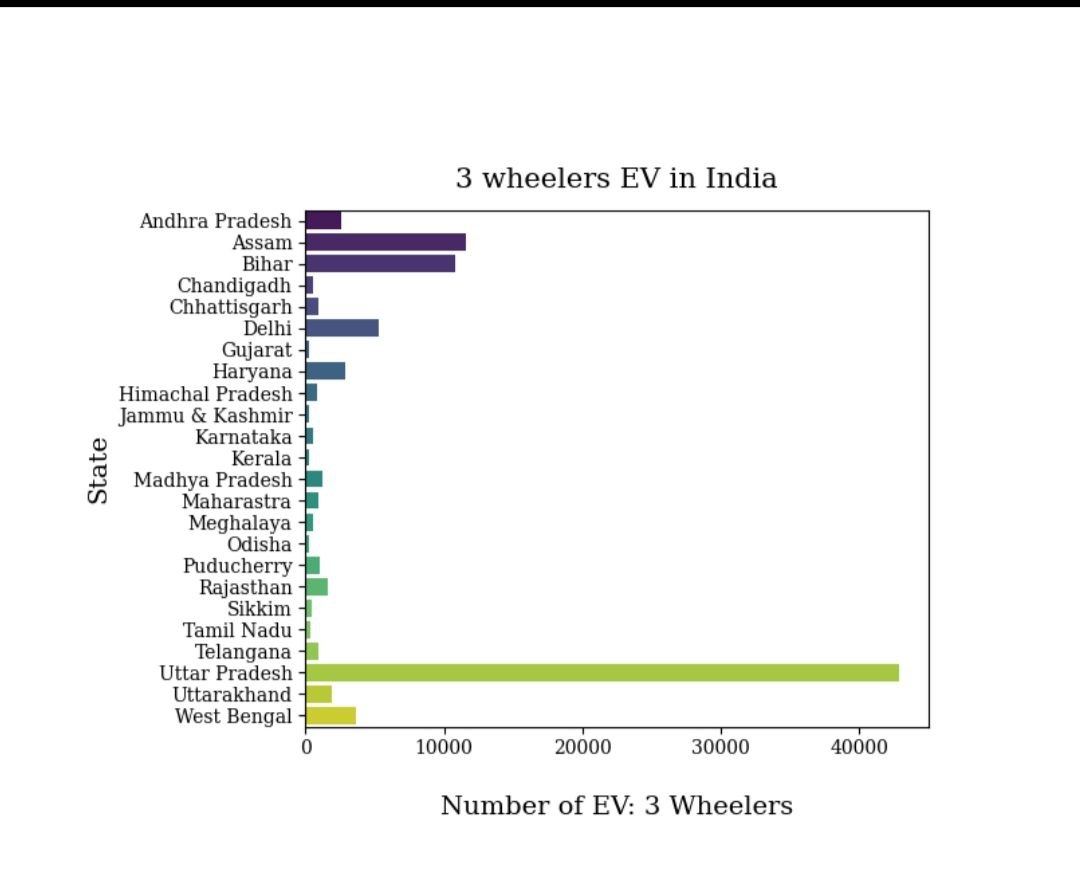 3 wheelers EV in India
Andhra Pradesh
Assam
Bihar
Chandigadh
Chhattisgarh
Delhi
Gujarat
Haryana
Himachal Pradesh
Jammu & Kashmir
Karnataka
Kerala
Madhya Pradesh
Maharastra
Meghalaya
Odisha
Puducherry
Rajasthan
Sikkim
Tamil Nadu
Telangana
Uttar Pradesh
Uttarakhand
West Bengal
State
0 10000 20000 30000 40000
Number of EV: 3 Wheelers